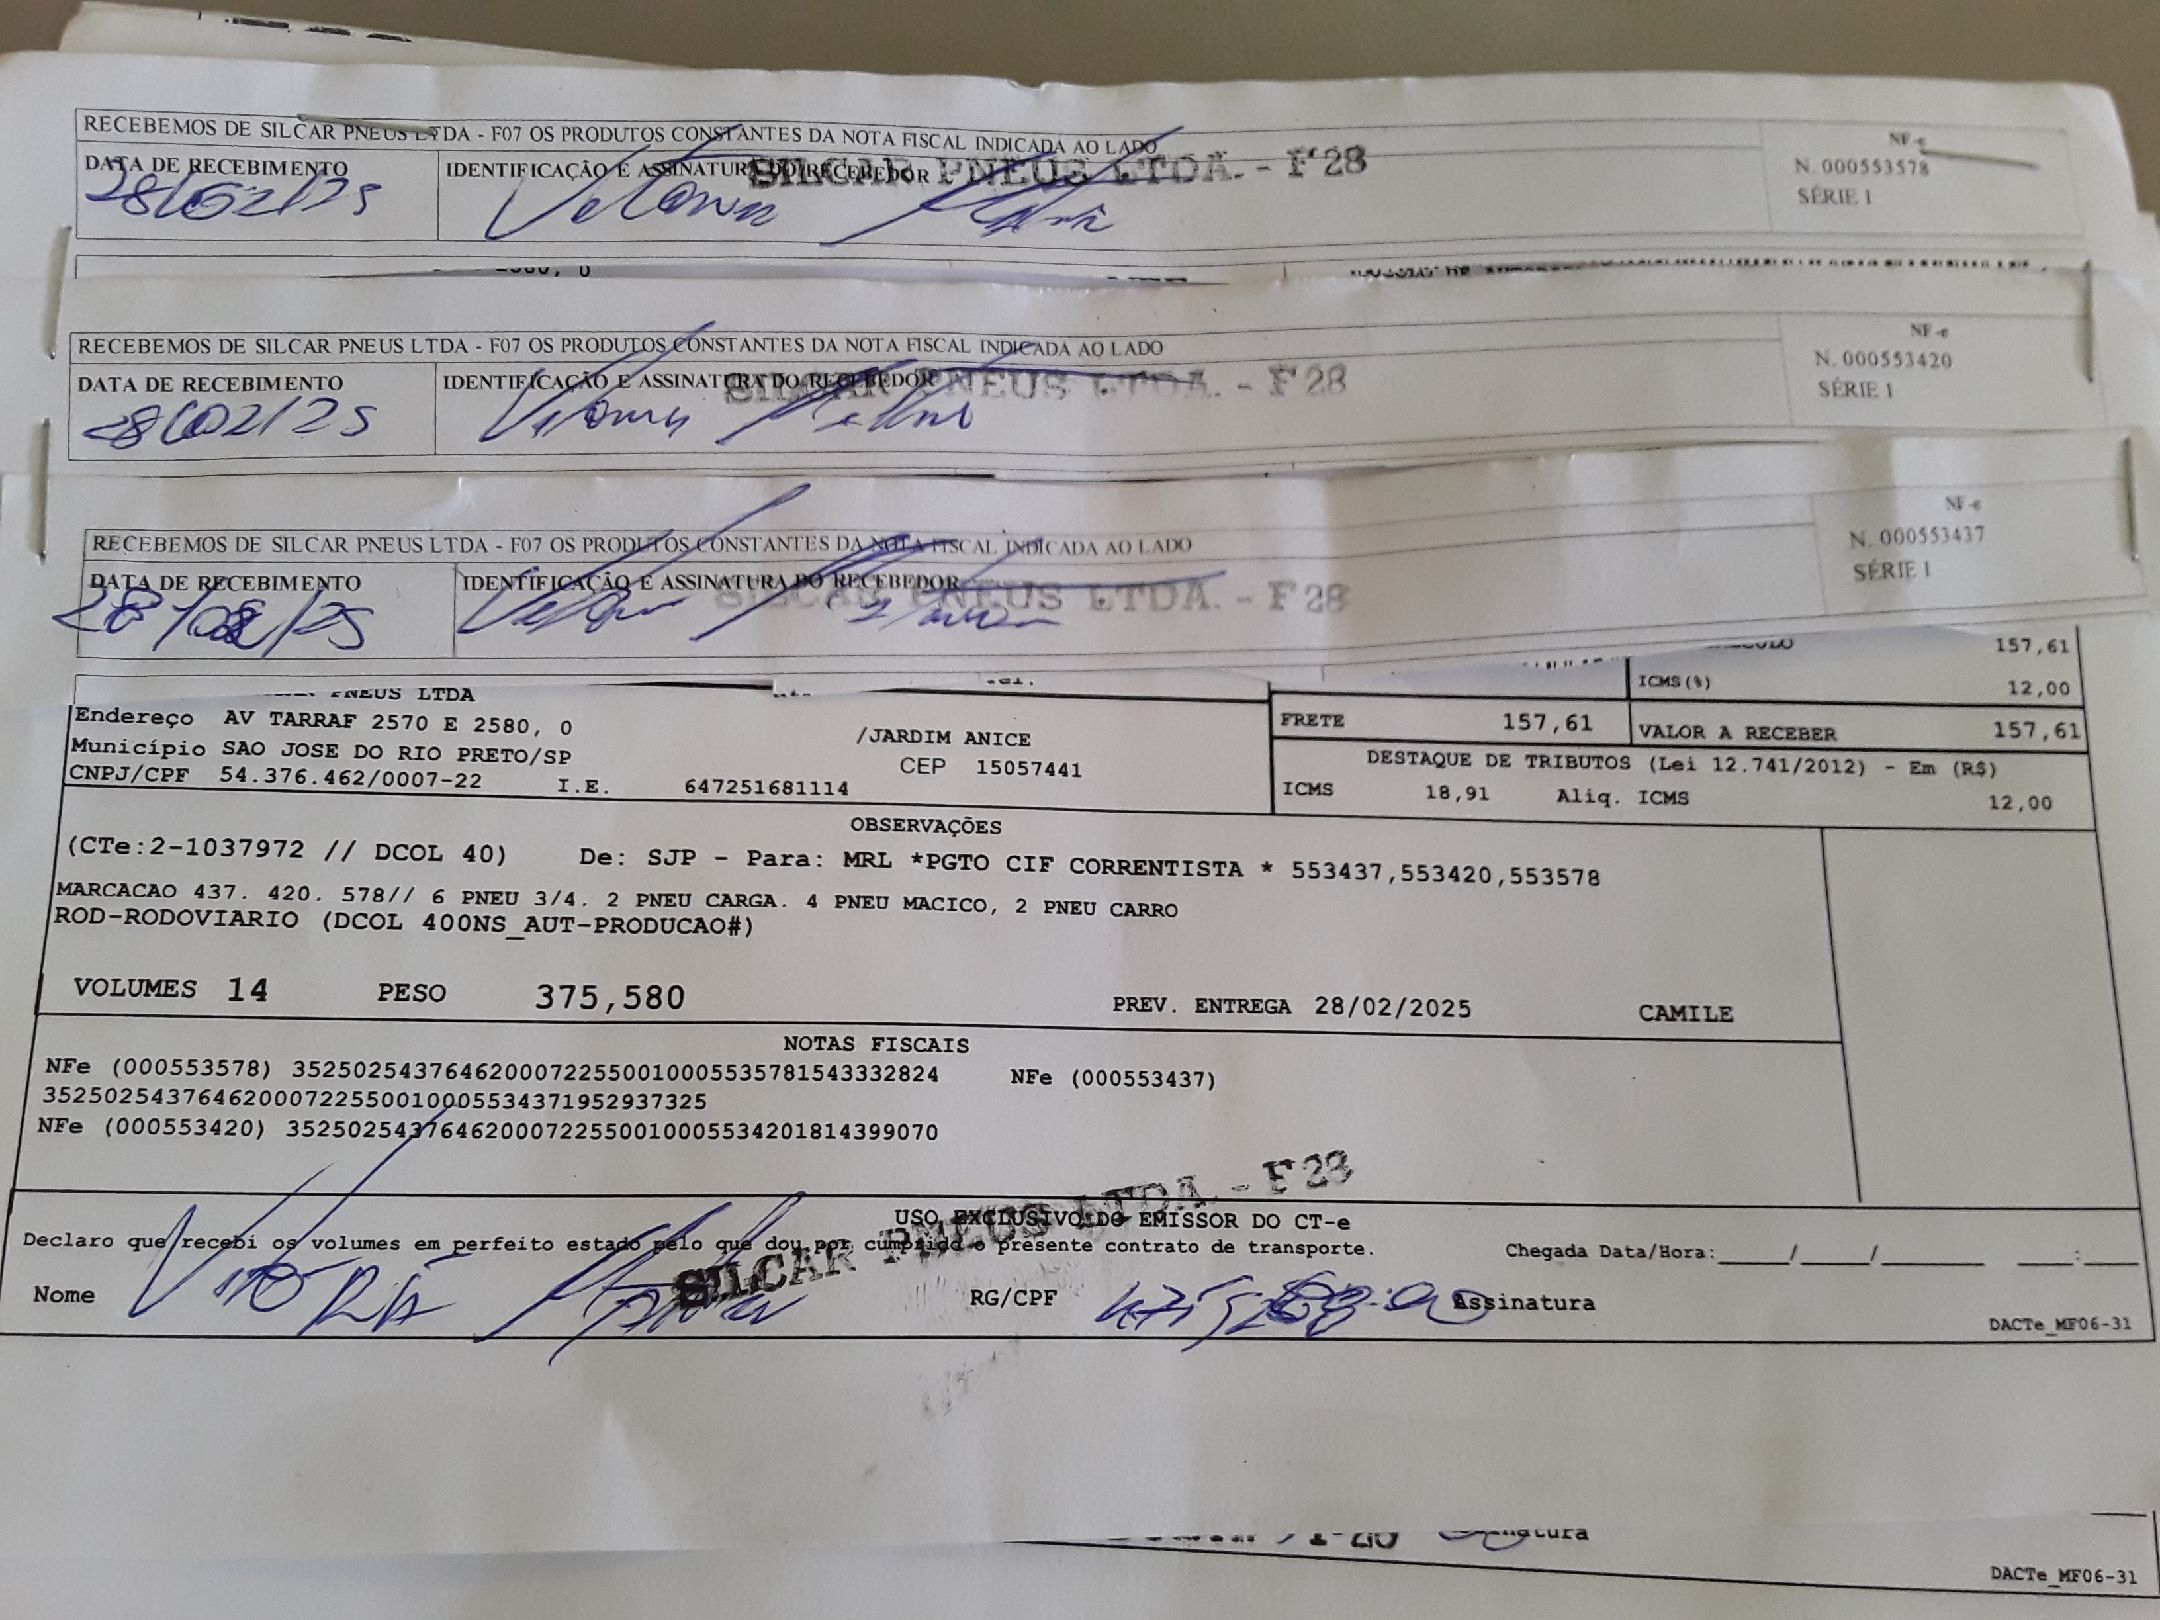 RECEBEMOS DE SILCAR PNEUS LTDA - F07 OS PRODUTOS CONSTANTES DA NOTA FISCAL INDICADA AO LADO
NF-e
N. 000553578
SÉRIE 1
DATA DE RECEBIMENTO
28/02/25
IDENTIFICAÇÃO E ASSINATURA DO RECEBEDOR
SILCAR PNEUS LTDA. - F 28
2580, 0
RECEBEMOS DE SILCAR PNEUS LTDA - F07 OS PRODUTOS CONSTANTES DA NOTA FISCAL INDICADA AO LADO
NF-e
N. 000553420
SÉRIE 1
DATA DE RECEBIMENTO
28/02/25
IDENTIFICAÇÃO E ASSINATURA DO RECEBEDOR
SILCAR PNEUS LTDA. - F 28
RECEBEMOS DE SILCAR PNEUS LTDA - F07 OS PRODUTOS CONSTANTES DA NOTA FISCAL INDICADA AO LADO
NF-e
N. 000553437
SÉRIE 1
DATA DE RECEBIMENTO
28/02/25
IDENTIFICAÇÃO E ASSINATURA DO RECEBEDOR
SILCAR PNEUS LTDA. - F 28
157,61
PNEUS LTDA
ICMS(%) 12,00
Endereço AV TARRAF 2570 E 2580, 0 /JARDIM ANICE
FRETE 157,61 VALOR A RECEBER 157,61
Município SAO JOSE DO RIO PRETO/SP CEP 15057441
DESTAQUE DE TRIBUTOS (Lei 12.741/2012) - Em (R$)
CNPJ/CPF 54.376.462/0007-22 I.E. 647251681114
ICMS 18,91 Aliq. ICMS 12,00
OBSERVAÇÕES
(CTe:2-1037972 // DCOL 40) De: SJP - Para: MRL *PGTO CIF CORRENTISTA * 553437,553420,553578
MARCACAO 437. 420. 578// 6 PNEU 3/4. 2 PNEU CARGA. 4 PNEU MACICO, 2 PNEU CARRO
ROD-RODOVIARIO (DCOL 400NS_AUT-PRODUCAO#)
VOLUMES 14 PESO 375,580 PREV. ENTREGA 28/02/2025 CAMILE
NOTAS FISCAIS
NFe (000553578) 35250254376462000722550010005535781543332824 NFe (000553437)
35250254376462000722550010005534371952937325
NFe (000553420) 35250254376462000722550010005534201814399070
SILCAR PNEUS LTDA. - F 28
USO EXCLUSIVO DO EMISSOR DO CT-e
Declaro que recebi os volumes em perfeito estado pelo que dou por cumprido o presente contrato de transporte. Chegada Data/Hora: / / :
Nome RG/CPF Assinatura
DACTe_MF06-31
DACTe_MF06-31